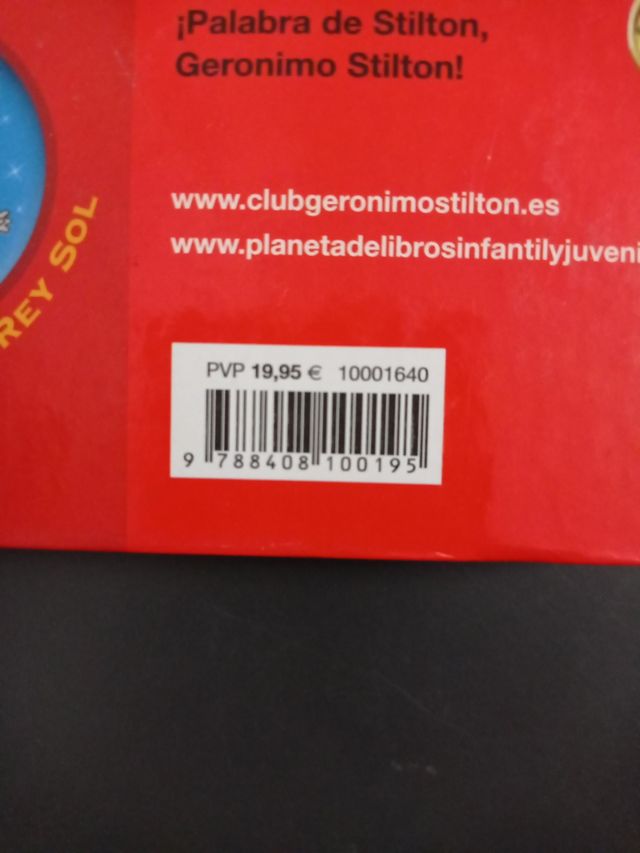 ¡Palabra de Stilton,
Geronimo Stilton!
www.clubgeronimostilton.es
www.planetadelibrosinfantilyjuveni
REY SOL
PVP 19,95 € 10001640
9 788408 100195